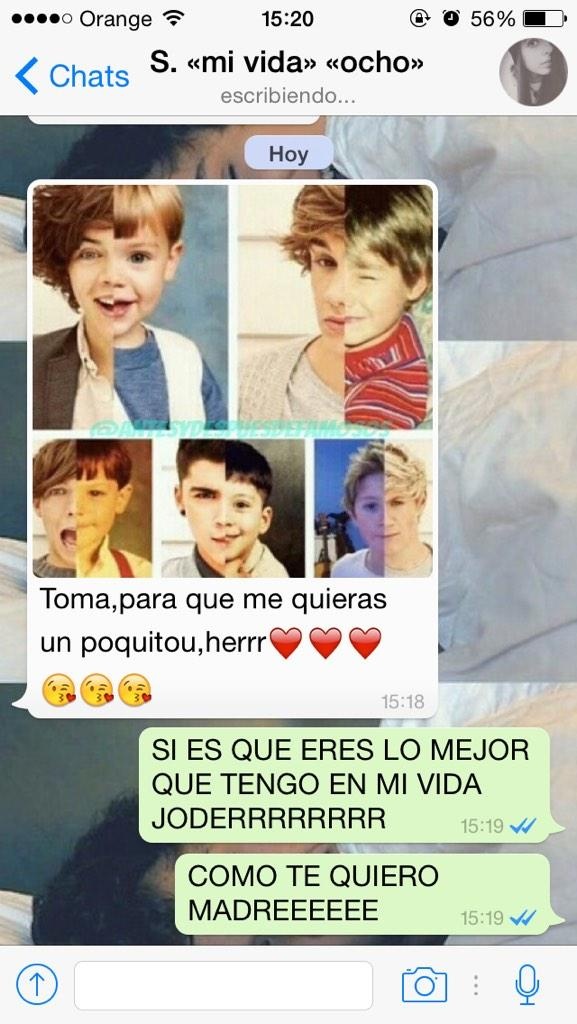 Orange 15:20 56%
Chats S. «mi vida» «ocho»
escribiendo...
Hoy
@ANTESYDESPUESDEFAMOSOS
Toma,para que me quieras
un poquitou,herrr❤️❤️❤️
😘😘😘 15:18
SI ES QUE ERES LO MEJOR
QUE TENGO EN MI VIDA
JODERRRRRRRR 15:19
COMO TE QUIERO
MADREEEEEE 15:19